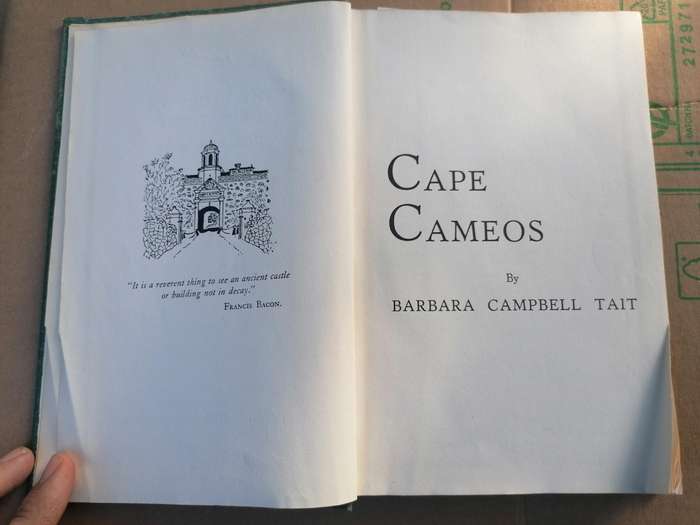 "It is a reverent thing to see an ancient castle
or building not in decay."
FRANCIS BACON.
CAPE
CAMEOS
By
BARBARA CAMPBELL TAIT
272971